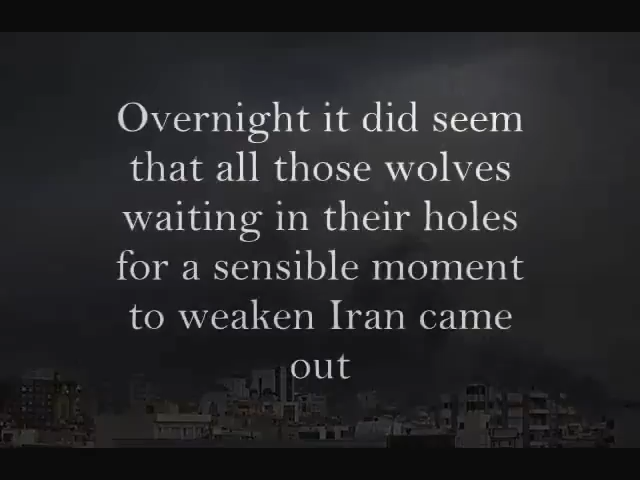 Overnight it did seem
that all those wolves
waiting in their holes
for a sensible moment
to weaken Iran came
out